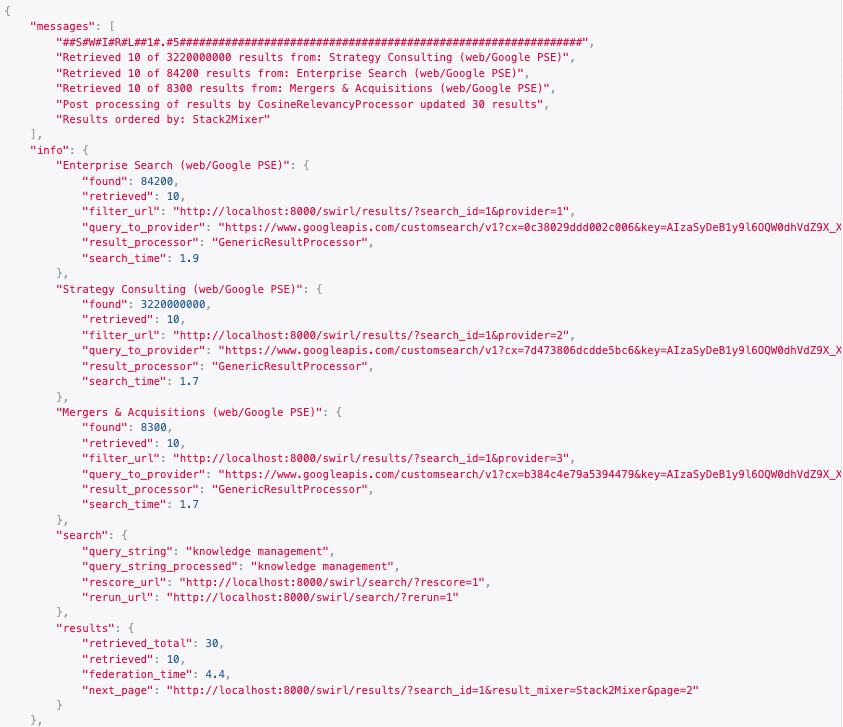 {
"messages": [
"##S#W#I#R#L##1#.#5##############################################################",
"Retrieved 10 of 3220000000 results from: Strategy Consulting (web/Google PSE)",
"Retrieved 10 of 84200 results from: Enterprise Search (web/Google PSE)",
"Retrieved 10 of 8300 results from: Mergers & Acquisitions (web/Google PSE)",
"Post processing of results by CosineRelevancyProcessor updated 30 results",
"Results ordered by: Stack2Mixer"
],
"info": {
"Enterprise Search (web/Google PSE)": {
"found": 84200,
"retrieved": 10,
"filter_url": "http://localhost:8000/swirl/results/?search_id=1&provider=1",
"query_to_provider": "https://www.googleapis.com/customsearch/v1?cx=0c38029ddd002c006&key=AIzaSyDeB1y9l6OQW0dhVdZ9X_X
"result_processor": "GenericResultProcessor",
"search_time": 1.9
},
"Strategy Consulting (web/Google PSE)": {
"found": 3220000000,
"retrieved": 10,
"filter_url": "http://localhost:8000/swirl/results/?search_id=1&provider=2",
"query_to_provider": "https://www.googleapis.com/customsearch/v1?cx=7d473806dcdde5bc6&key=AIzaSyDeB1y9l6OQW0dhVdZ9X_X
"result_processor": "GenericResultProcessor",
"search_time": 1.7
},
"Mergers & Acquisitions (web/Google PSE)": {
"found": 8300,
"retrieved": 10,
"filter_url": "http://localhost:8000/swirl/results/?search_id=1&provider=3",
"query_to_provider": "https://www.googleapis.com/customsearch/v1?cx=b384c4e79a5394479&key=AIzaSyDeB1y9l6OQW0dhVdZ9X_X
"result_processor": "GenericResultProcessor",
"search_time": 1.7
},
"search": {
"query_string": "knowledge management",
"query_string_processed": "knowledge management",
"rescore_url": "http://localhost:8000/swirl/search/?rescore=1",
"rerun_url": "http://localhost:8000/swirl/search/?rerun=1"
},
"results": {
"retrieved_total": 30,
"retrieved": 10,
"federation_time": 4.4,
"next_page": "http://localhost:8000/swirl/results/?search_id=1&result_mixer=Stack2Mixer&page=2"
}
},